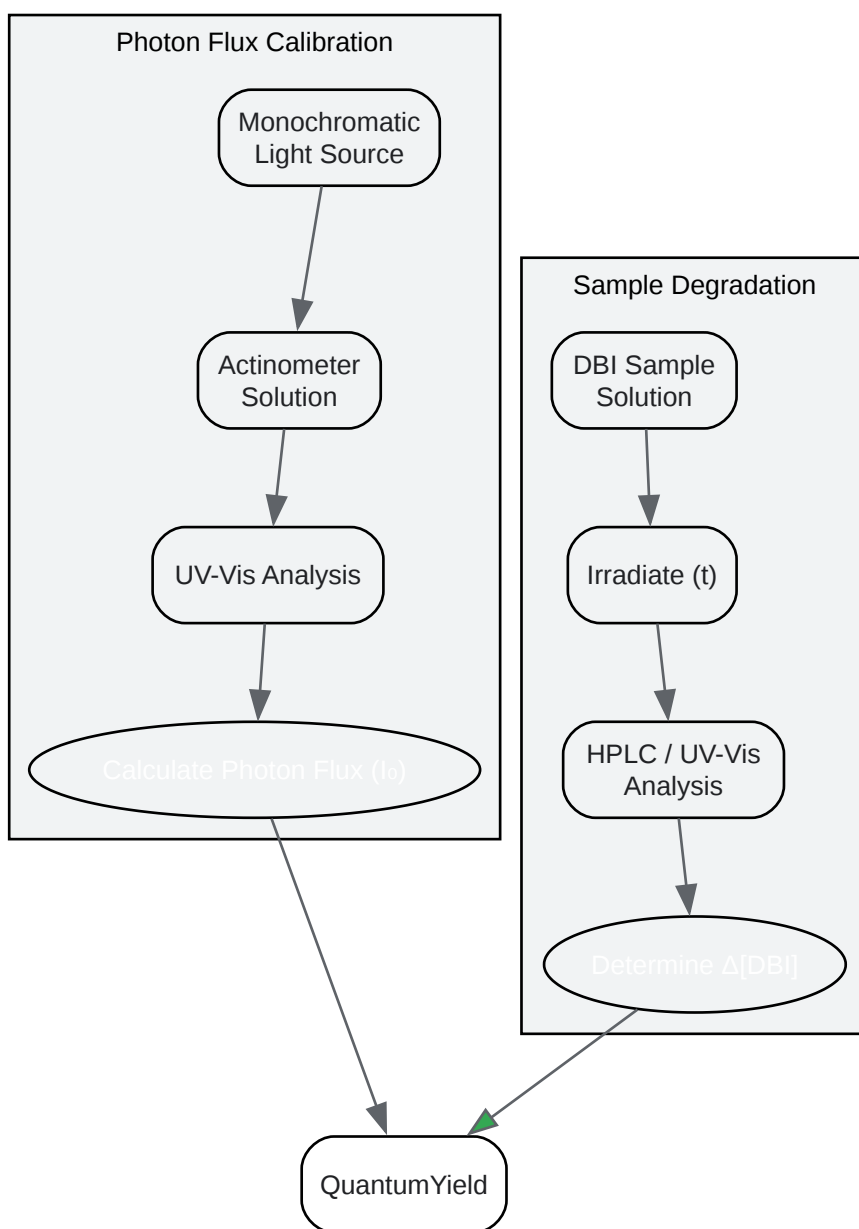 Photon Flux Calibration
Monochromatic
Light Source
Actinometer
Solution
UV-Vis Analysis
Calculate Photon Flux (I₀)
Sample Degradation
DBI Sample
Solution
Irradiate (t)
HPLC / UV-Vis
Analysis
Determine Δ[DBI]
QuantumYield